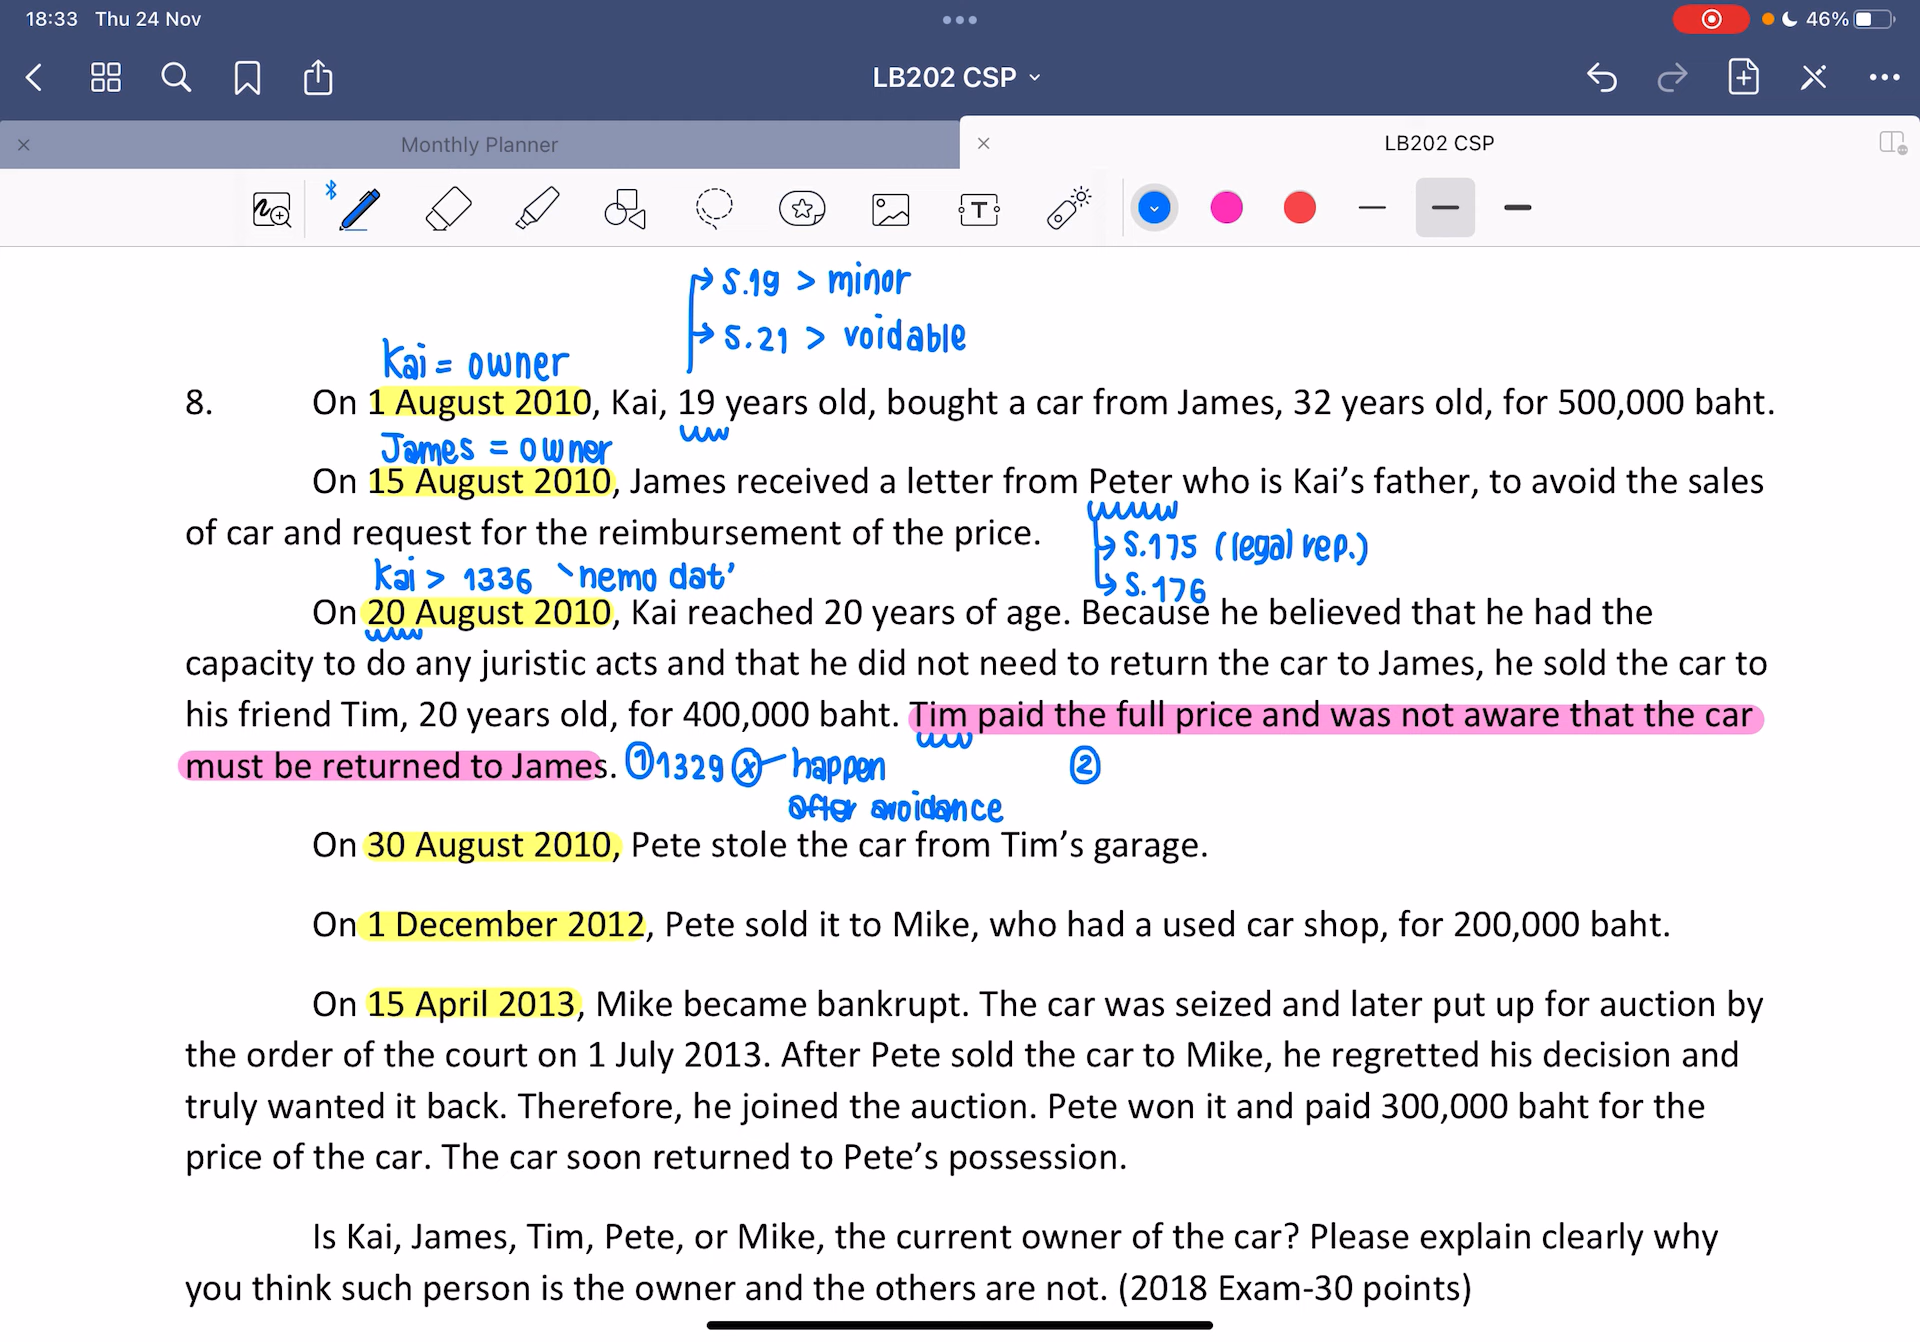 18:33 Thu 24 Nov
46%
LB202 CSP
Monthly Planner
LB202 CSP
T
S.19 > minor
S.21 > voidable
Kai = owner
8. On 1 August 2010, Kai, 19 years old, bought a car from James, 32 years old, for 500,000 baht.
James = owner
On 15 August 2010, James received a letter from Peter who is Kai’s father, to avoid the sales
of car and request for the reimbursement of the price.
S.175 (legal rep.)
Kai > 1336 ‘nemo dat’
S.176
On 20 August 2010, Kai reached 20 years of age. Because he believed that he had the
capacity to do any juristic acts and that he did not need to return the car to James, he sold the car to
his friend Tim, 20 years old, for 400,000 baht. Tim paid the full price and was not aware that the car
must be returned to James. ① 1329 ⓧ happen ②
after avoidance
On 30 August 2010, Pete stole the car from Tim’s garage.
On 1 December 2012, Pete sold it to Mike, who had a used car shop, for 200,000 baht.
On 15 April 2013, Mike became bankrupt. The car was seized and later put up for auction by
the order of the court on 1 July 2013. After Pete sold the car to Mike, he regretted his decision and
truly wanted it back. Therefore, he joined the auction. Pete won it and paid 300,000 baht for the
price of the car. The car soon returned to Pete’s possession.
Is Kai, James, Tim, Pete, or Mike, the current owner of the car? Please explain clearly why
you think such person is the owner and the others are not. (2018 Exam-30 points)